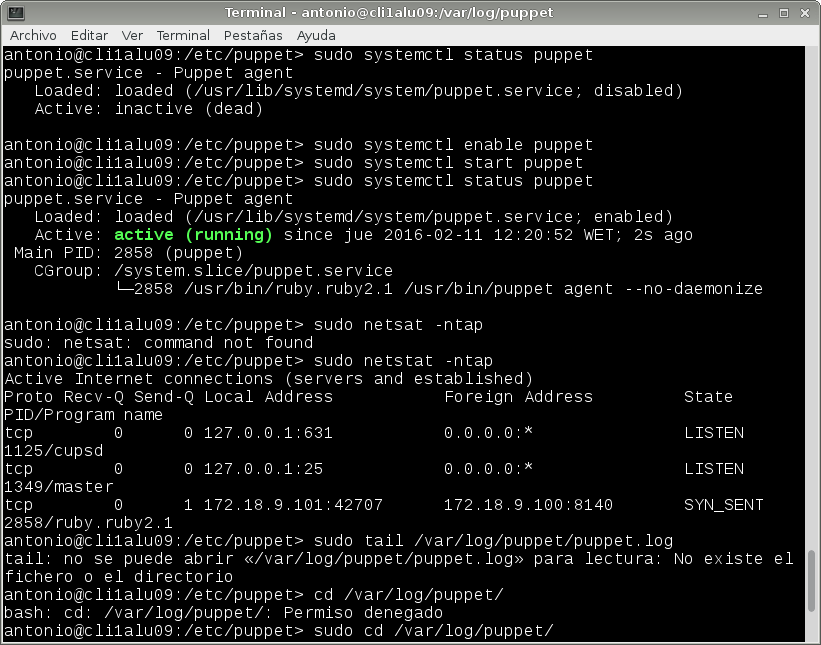 Terminal - antonio@cli1alu09:/var/log/puppet
Archivo Editar Ver Terminal Pestañas Ayuda
antonio@cli1alu09:/etc/puppet> sudo systemctl status puppet
puppet.service - Puppet agent
   Loaded: loaded (/usr/lib/systemd/system/puppet.service; disabled)
   Active: inactive (dead)
antonio@cli1alu09:/etc/puppet> sudo systemctl enable puppet
antonio@cli1alu09:/etc/puppet> sudo systemctl start puppet
antonio@cli1alu09:/etc/puppet> sudo systemctl status puppet
puppet.service - Puppet agent
   Loaded: loaded (/usr/lib/systemd/system/puppet.service; enabled)
   Active: active (running) since jue 2016-02-11 12:20:52 WET; 2s ago
 Main PID: 2858 (puppet)
   CGroup: /system.slice/puppet.service
           └─2858 /usr/bin/ruby.ruby2.1 /usr/bin/puppet agent --no-daemonize
antonio@cli1alu09:/etc/puppet> sudo netsat -ntap
sudo: netsat: command not found
antonio@cli1alu09:/etc/puppet> sudo netstat -ntap
Active Internet connections (servers and established)
Proto Recv-Q Send-Q Local Address           Foreign Address         State
PID/Program name
tcp        0      0 127.0.0.1:631           0.0.0.0:*               LISTEN
1125/cupsd
tcp        0      0 127.0.0.1:25            0.0.0.0:*               LISTEN
1349/master
tcp        0      1 172.18.9.101:42707      172.18.9.100:8140       SYN_SENT
2858/ruby.ruby2.1
antonio@cli1alu09:/etc/puppet> sudo tail /var/log/puppet/puppet.log
tail: no se puede abrir «/var/log/puppet/puppet.log» para lectura: No existe el
fichero o el directorio
antonio@cli1alu09:/etc/puppet> cd /var/log/puppet/
bash: cd: /var/log/puppet/: Permiso denegado
antonio@cli1alu09:/etc/puppet> sudo cd /var/log/puppet/